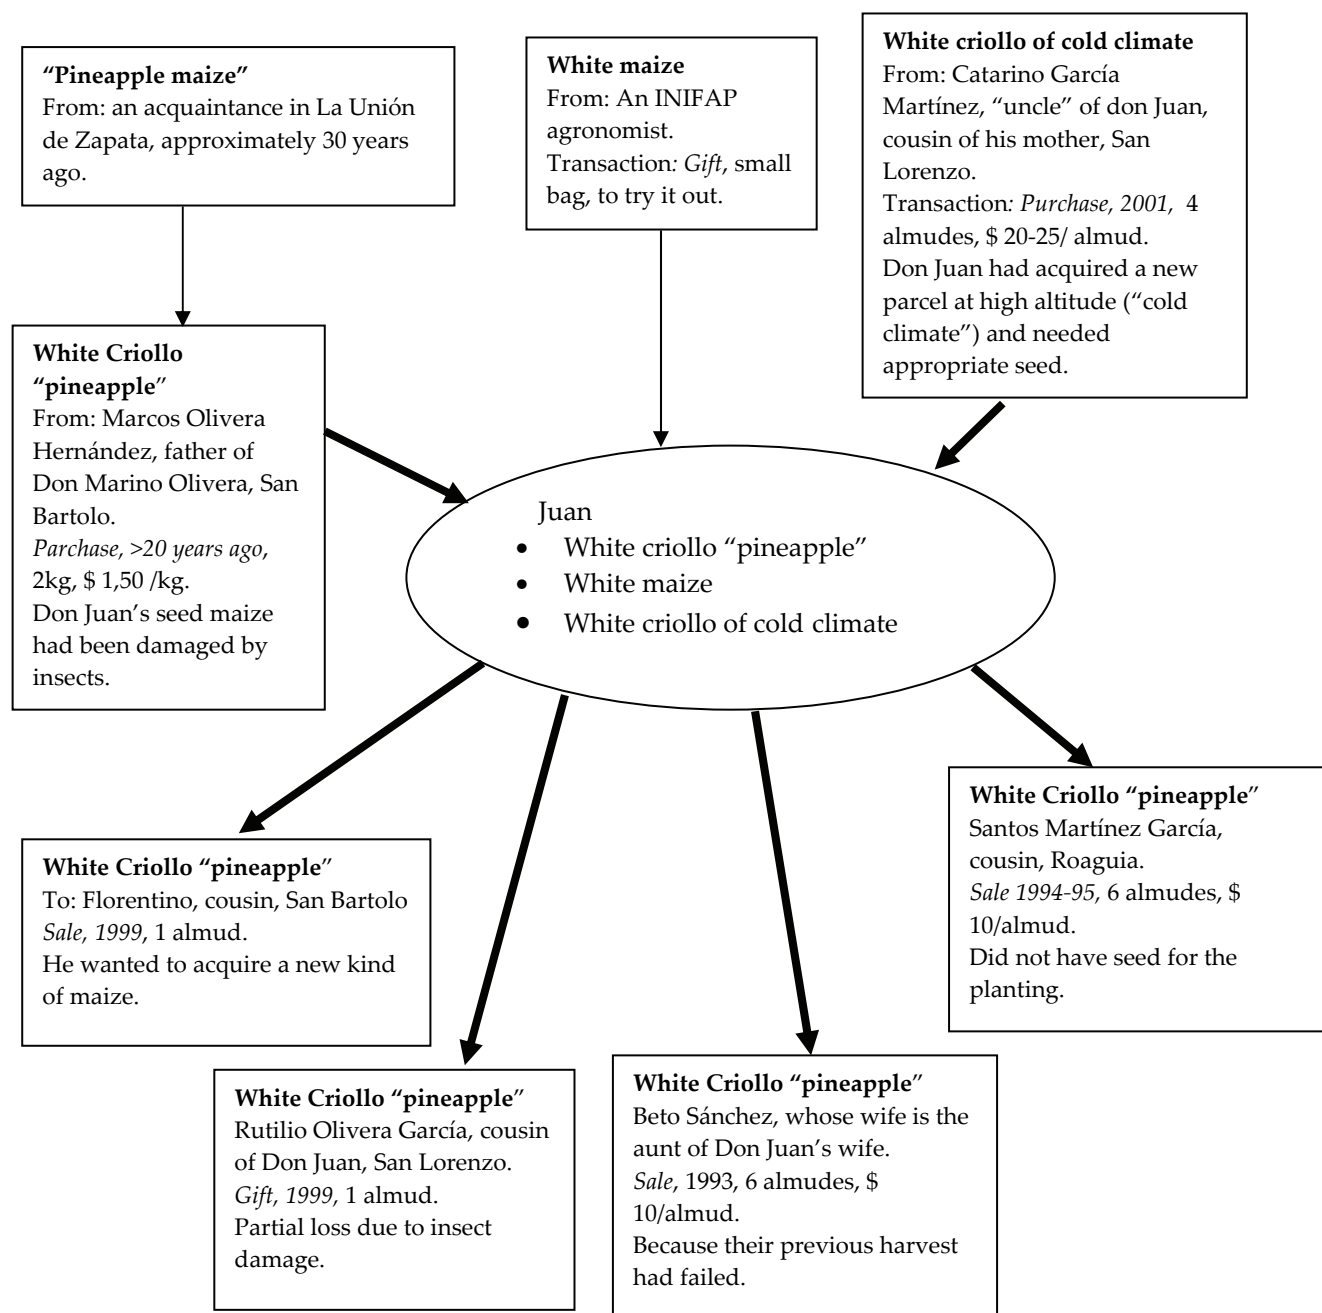 “Pineapple maize”
From: an acquaintance in La Unión
de Zapata, approximately 30 years
ago.
White maize
From: An INIFAP
agronomist.
Transaction: Gift, small
bag, to try it out.
White criollo of cold climate
From: Catarino García
Martínez, “uncle” of don Juan,
cousin of his mother, San
Lorenzo.
Transaction: Purchase, 2001, 4
almudes, $ 20-25/ almud.
Don Juan had acquired a new
parcel at high altitude (“cold
climate”) and needed
appropriate seed.
White Criollo
“pineapple”
From: Marcos Olivera
Hernández, father of
Don Marino Olivera, San
Bartolo.
Parchase, >20 years ago,
2kg, $ 1,50 /kg.
Don Juan’s seed maize
had been damaged by
insects.
Juan
• White criollo “pineapple”
• White maize
• White criollo of cold climate
White Criollo “pineapple”
To: Florentino, cousin, San Bartolo
Sale, 1999, 1 almud.
He wanted to acquire a new kind
of maize.
White Criollo “pineapple”
Rutilio Olivera García, cousin
of Don Juan, San Lorenzo.
Gift, 1999, 1 almud.
Partial loss due to insect
damage.
White Criollo “pineapple”
Beto Sánchez, whose wife is the
aunt of Don Juan’s wife.
Sale, 1993, 6 almudes, $
10/almud.
Because their previous harvest
had failed.
White Criollo “pineapple”
Santos Martínez García,
cousin, Roaguia.
Sale 1994-95, 6 almudes, $
10/almud.
Did not have seed for the
planting.